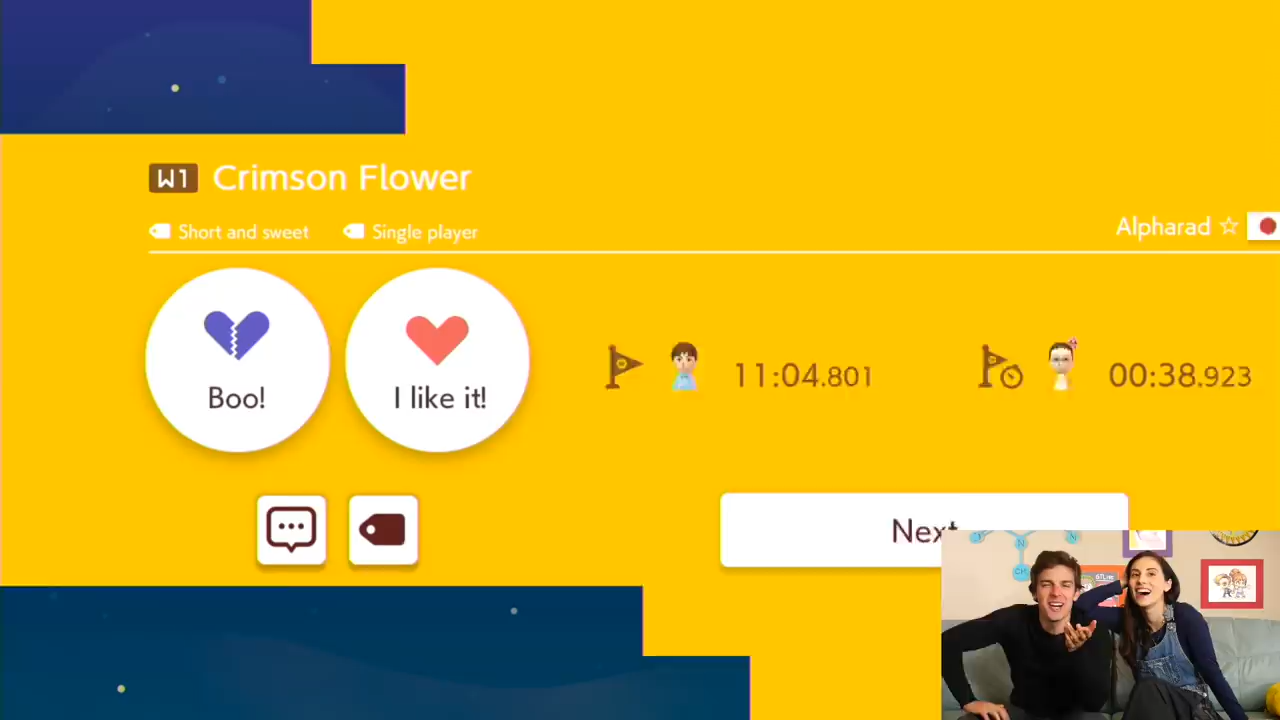 W1 Crimson Flower
Short and sweet Single player
Alpharad ☆
Boo!
I like it!
11:04.801
00:38.923
Next